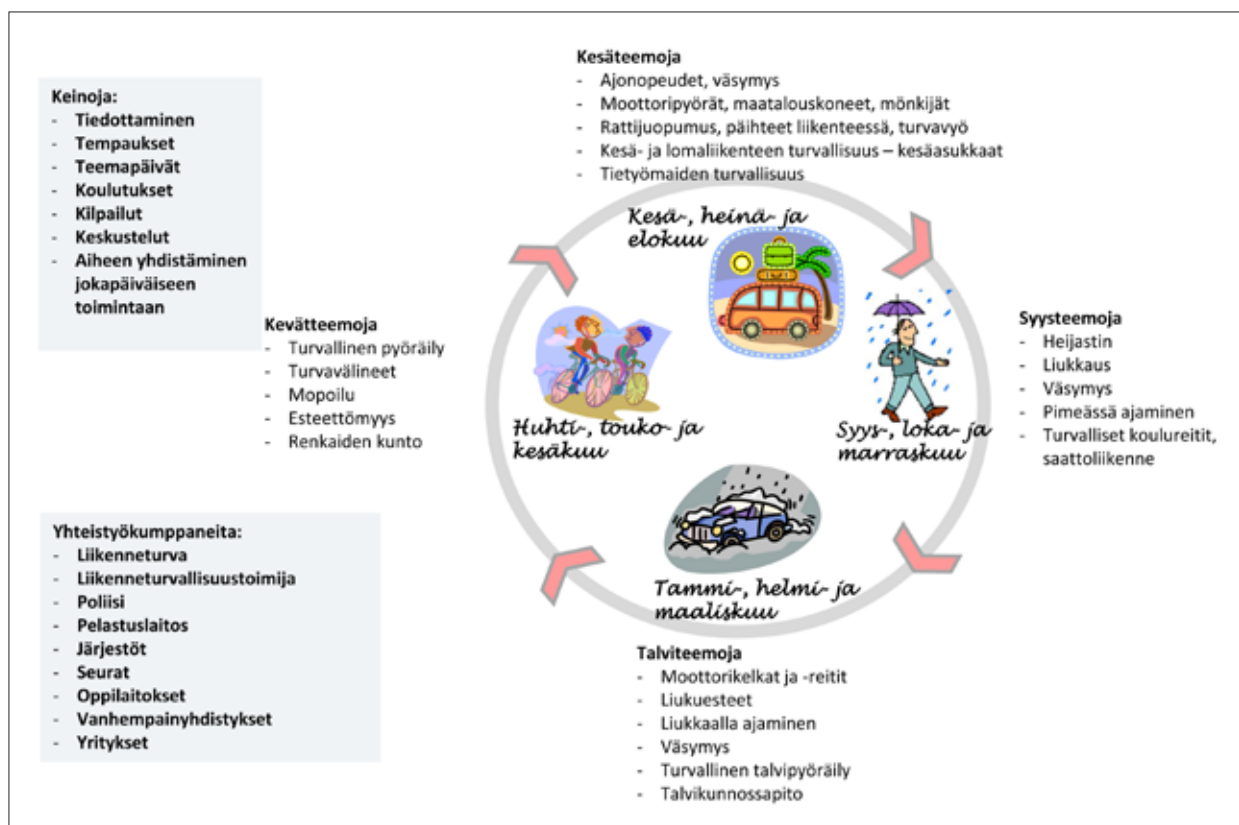 Keinoja:
- Tiedottaminen
- Tempaukset
- Teemapäivät
- Koulutukset
- Kilpailut
- Keskustelut
- Aiheen yhdistäminen
jokapäiväiseen
toimintaan
Kesäteemoja
- Ajonopeudet, väsymys
- Moottoripyörät, maatalouskoneet, mönkijät
- Rattijuopumus, päihteet liikenteessä, turvavyö
- Kesä- ja lomaliikenteen turvallisuus – kesäasukkaat
- Tietyömaiden turvallisuus
Kesä-, heinä- ja
elokuu
Kevätteemoja
- Turvallinen pyöräily
- Turvavälineet
- Mopoilu
- Esteettömyys
- Renkaiden kunto
Huhti-, touko- ja
kesäkuu
Syys-, loka- ja
marraskuu
Syysteemoja
- Heijastin
- Liukkaus
- Väsymys
- Pimeässä ajaminen
- Turvalliset koulureitit,
saattoliikenne
Yhteistyökumppaneita:
- Liikenneturva
- Liikenneturvallisuustoimija
- Poliisi
- Pelastuslaitos
- Järjestöt
- Seurat
- Oppilaitokset
- Vanhempainyhdistykset
- Yritykset
Tammi-, helmi- ja
maaliskuu
Talviteemoja
- Moottorikelkat ja -reitit
- Liukuesteet
- Liukkaalla ajaminen
- Väsymys
- Turvallinen talvipyöräily
- Talvikunnossapito